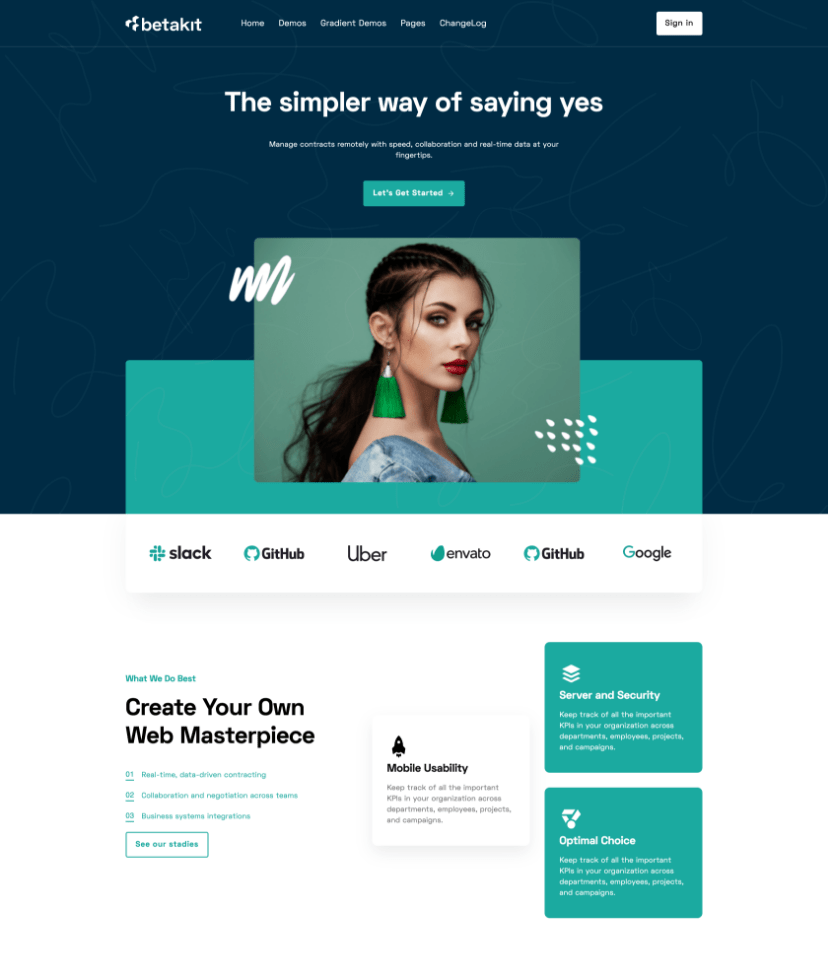 betakit
Home Demos Gradient Demos Pages ChangeLog
Sign in
The simpler way of saying yes
Manage contracts remotely with speed, collaboration and real-time data at your
fingertips.
Let's Get Started →
slack GitHub Uber envato GitHub Google
What We Do Best
Create Your Own
Web Masterpiece
01 Real-time, data-driven contracting
02 Collaboration and negotiation across teams
03 Business systems integrations
See our stadies
Mobile Usability
Keep track of all the important
KPIs in your organization across
departments, employees, projects,
and campaigns.
Server and Security
Keep track of all the important
KPIs in your organization across
departments, employees, projects,
and campaigns.
Optimal Choice
Keep track of all the important
KPIs in your organization across
departments, employees, projects,
and campaigns.